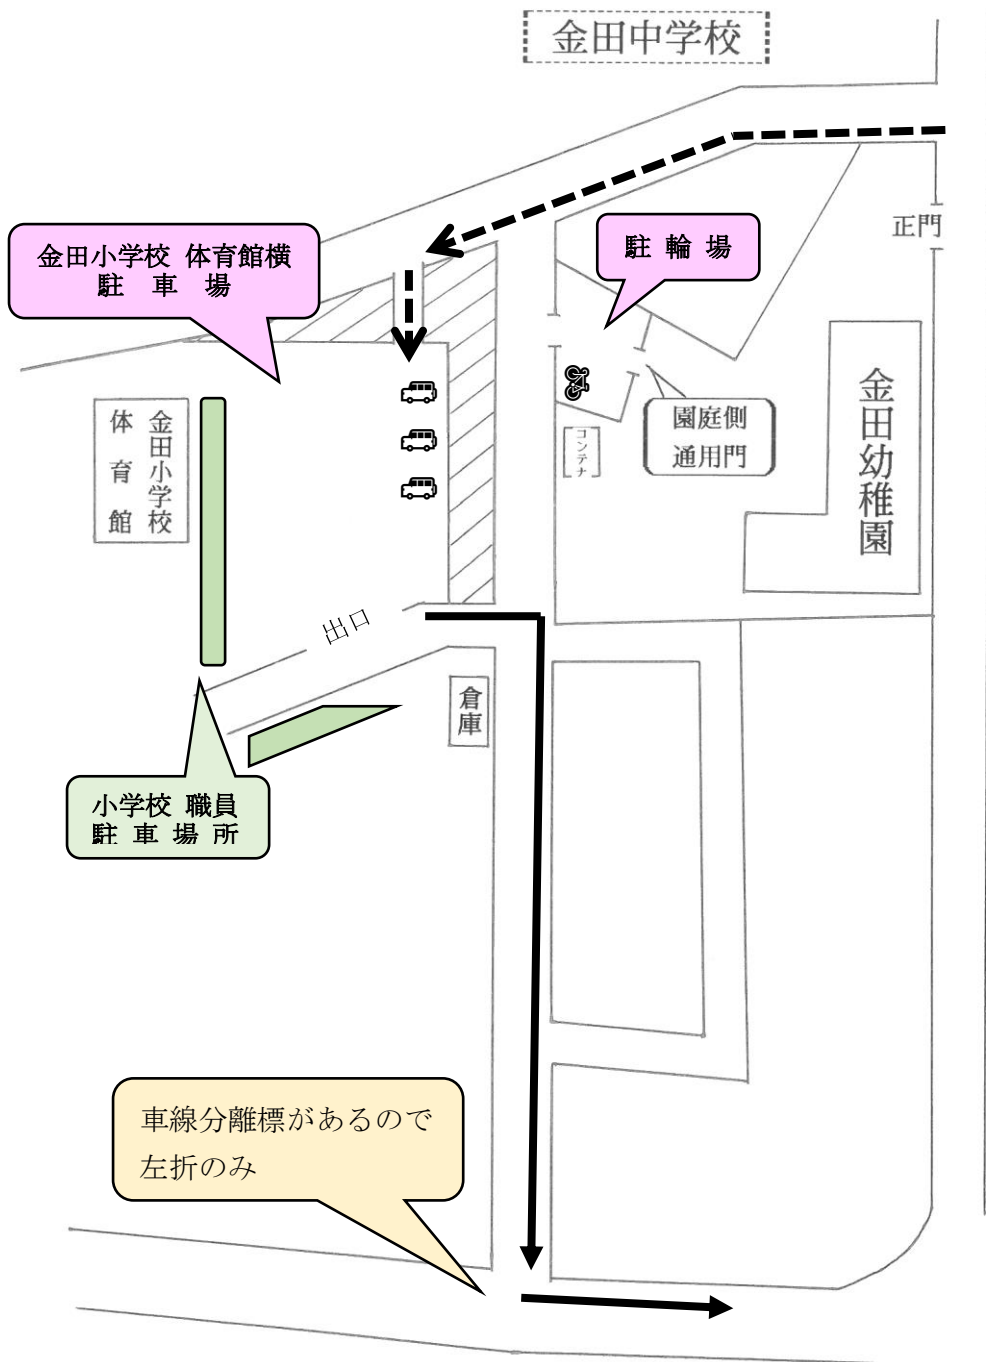 金田中学校
正門
金田小学校 体育館横
駐 車 場
駐 輪 場
金田小学校
体育館
園庭側
通用門
コンテナ
金田幼稚園
出口
倉庫
小学校 職員
駐 車 場 所
車線分離標があるので
左折のみ